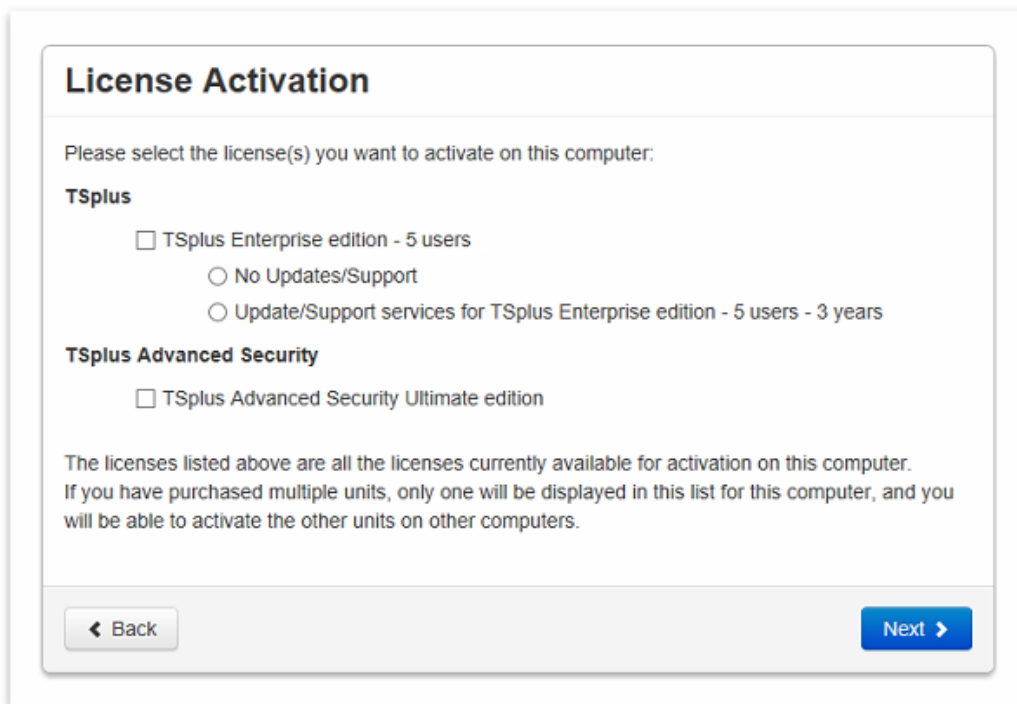 License Activation
Please select the license(s) you want to activate on this computer:
TSplus
TSplus Enterprise edition - 5 users
No Updates/Support
Update/Support services for TSplus Enterprise edition - 5 users - 3 years
TSplus Advanced Security
TSplus Advanced Security Ultimate edition
The licenses listed above are all the licenses currently available for activation on this computer.
If you have purchased multiple units, only one will be displayed in this list for this computer, and you
will be able to activate the other units on other computers.
Back
Next